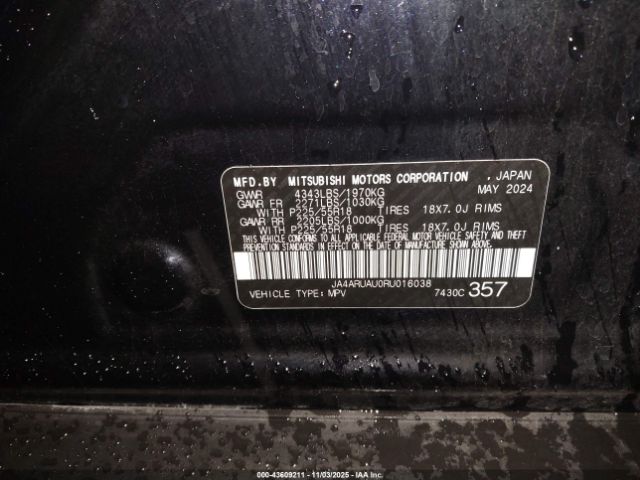 MFD.BY MITSUBISHI MOTORS CORPORATION , JAPAN
GVWR 4343LBS/1970KG MAY 2024
GAWR FR 2271LBS/1030KG
WITH P225/55R18 TIRES 18X7.0J RIMS
GAWR RR 2205LBS/1000KG
WITH P225/55R18 TIRES 18X7.0J RIMS
THIS VEHICLE CONFORMS TO ALL APPLICABLE FEDERAL MOTOR VEHICLE SAFETY AND THEFT
PREVENTION STANDARDS IN EFFECT ON THE DATE OF MANUFACTURE SHOWN ABOVE.
JA4ARUAU0RU016038
VEHICLE TYPE:MPV 7430C 357
000-43609211 - 11/03/2025 - iaai.com